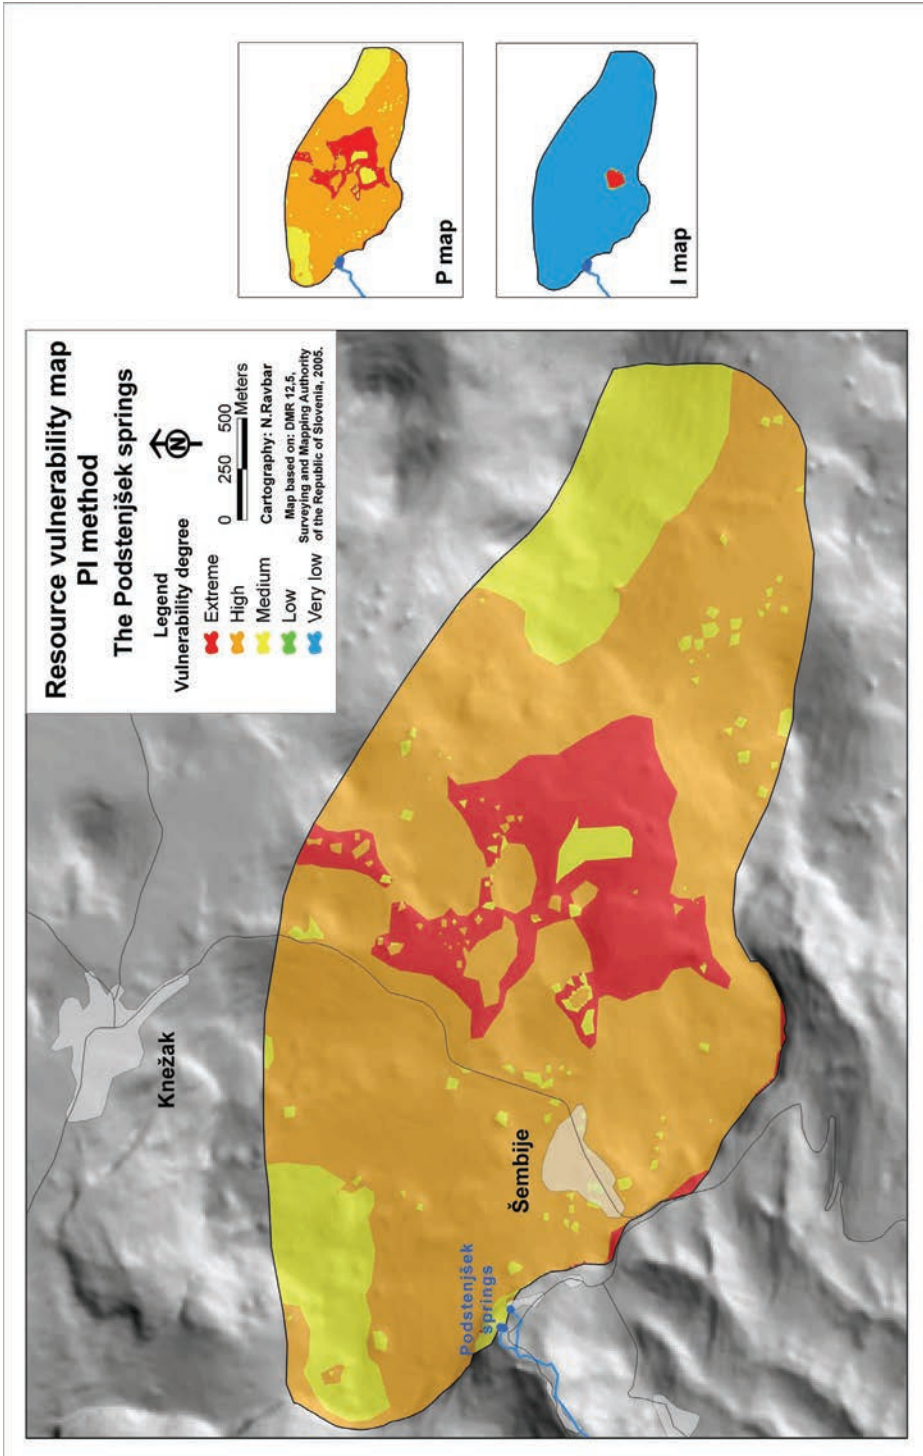 Resource vulnerability map
PI method
The Podstenjšek springs
Legend
Vulnerability degree
Extreme
High
Medium
Low
Very low
N
0 250 500
Meters
Cartography: N.Ravbar
Map based on: DMR 12,5,
Surveying and Mapping Authority
of the Republic of Slovenia, 2005.
Knežak
Šembije
Podstenjšek
springs
P map
I map